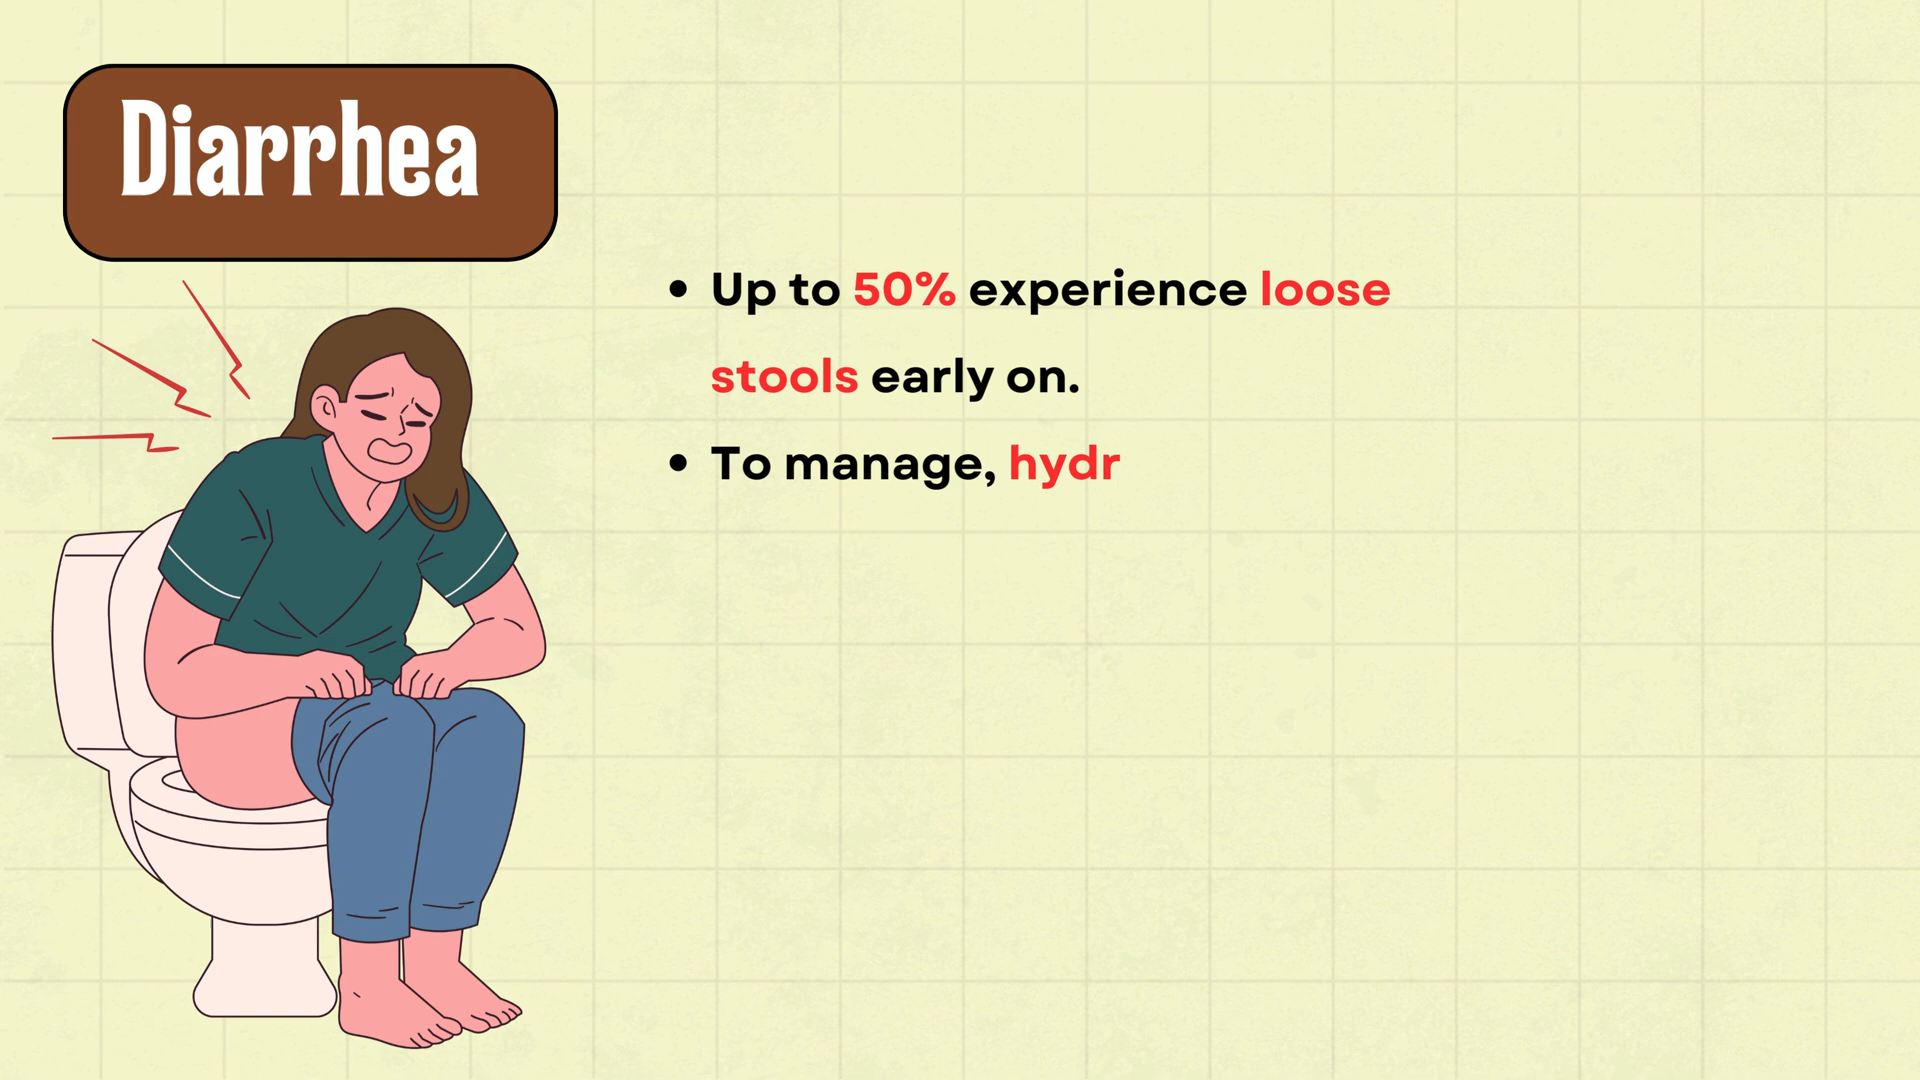 Diarrhea
• Up to 50% experience loose
stools early on.
• To manage, hydr